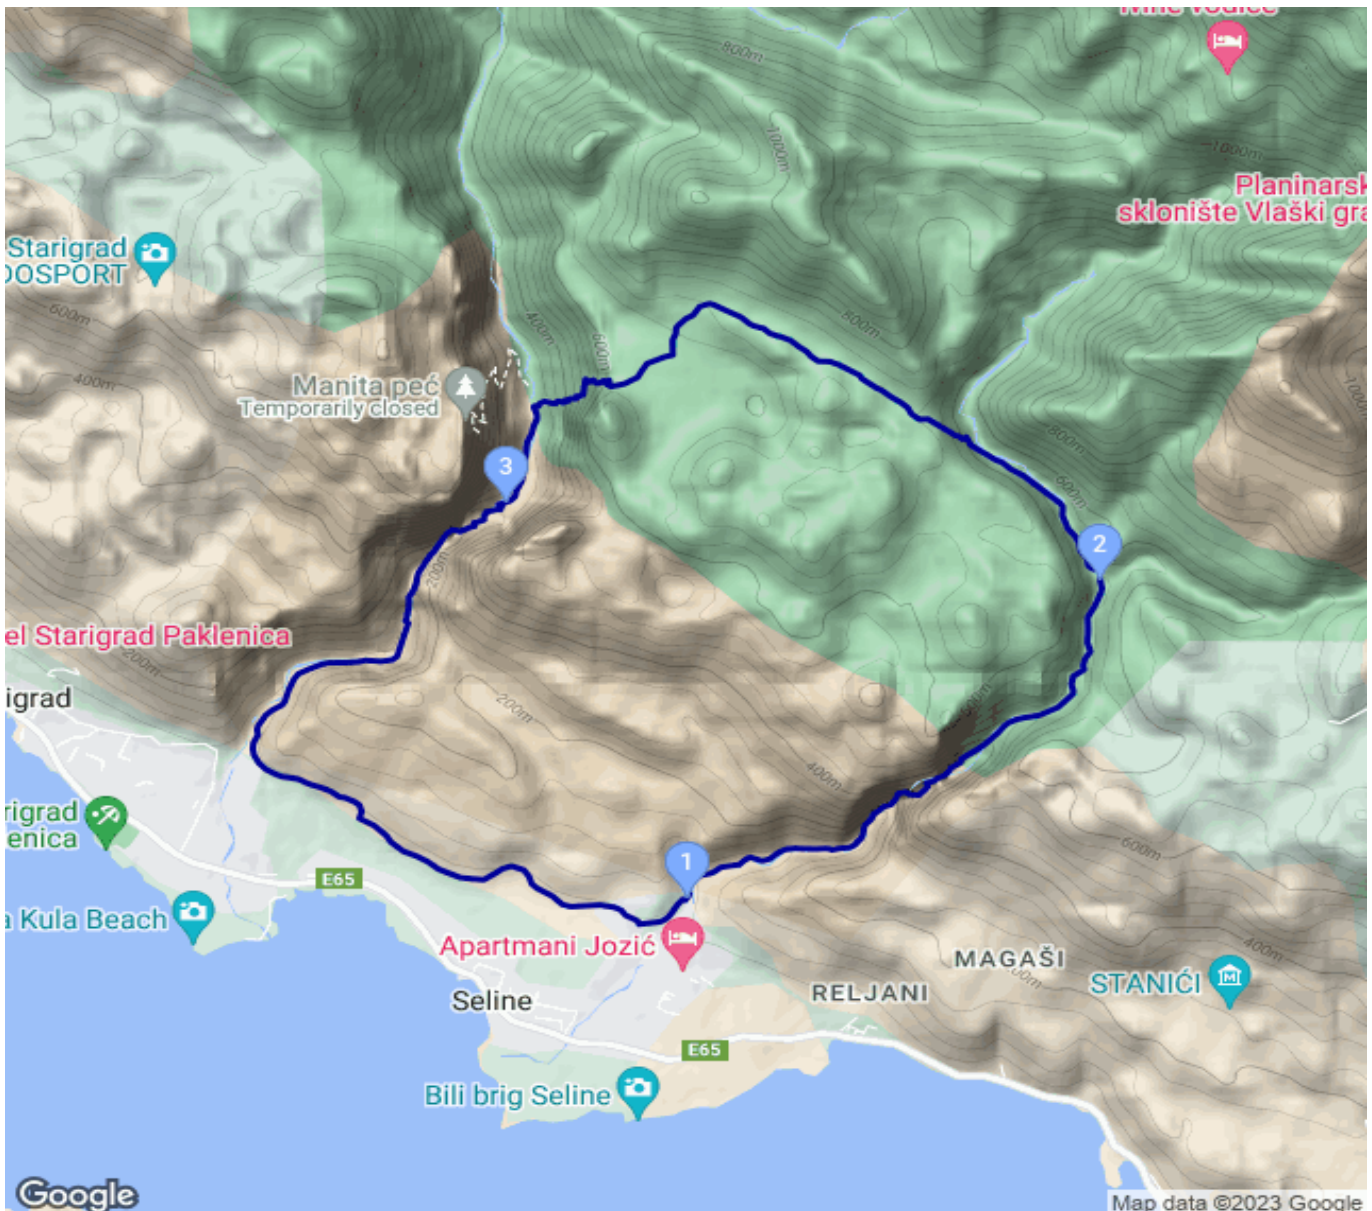 800m
1000m
1000m
Planinarsk
sklonište Vlaški gra
Starigrad
DOSPORT
600m
400m
600m
800m
Manita peć
Temporarily closed
400m
3
800m
600m
2
1000m
200m
el Starigrad Paklenica
200m
igrad
200m
400m
rigrad
enica
600m
1
E65
a Kula Beach
Apartmani Jozić
MAGAŠI
400m
STANIĆI
RELJANI
Seline
E65
Bili brig Seline
Google
Map data ©2023 Google